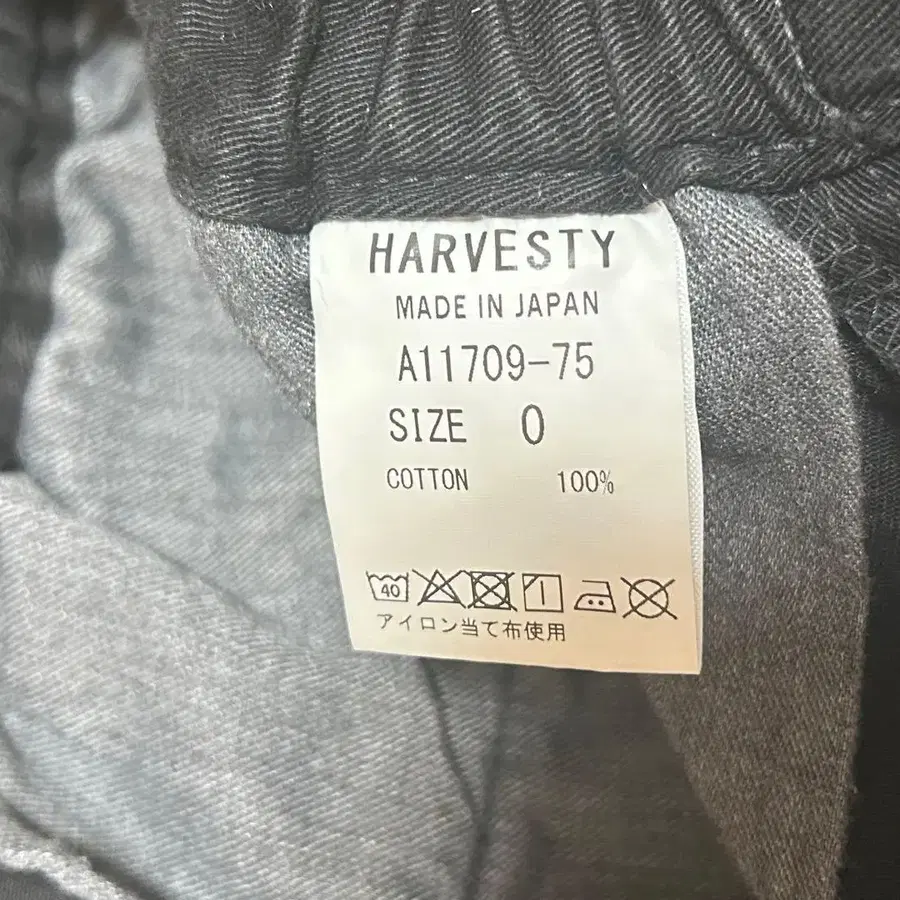 HARVESTY
MADE IN JAPAN
A11709-75
SIZE 0
COTTON 100%
40
アイロン当て布使用